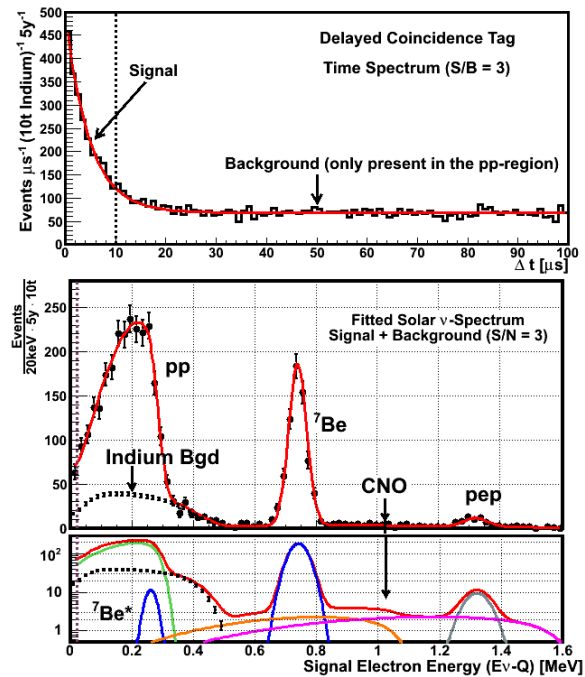 500
450
400
350
300
250
200
150
100
50
0
Events μs⁻¹ (10t Indium)⁻¹ 5y⁻¹
Delayed Coincidence Tag
Time Spectrum (S/B = 3)
Signal
Background (only present in the pp-region)
0 10 20 30 40 50 60 70 80 90 100
Δ t [μs]
Events
20keV · 5y · 10t
250
200
150
100
50
0
Fitted Solar ν-Spectrum
Signal + Background (S/N = 3)
pp
⁷Be
Indium Bgd
CNO
pep
10²
10
1
⁷Be*
0 0.2 0.4 0.6 0.8 1.0 1.2 1.4 1.6
Signal Electron Energy (Eν-Q) [MeV]